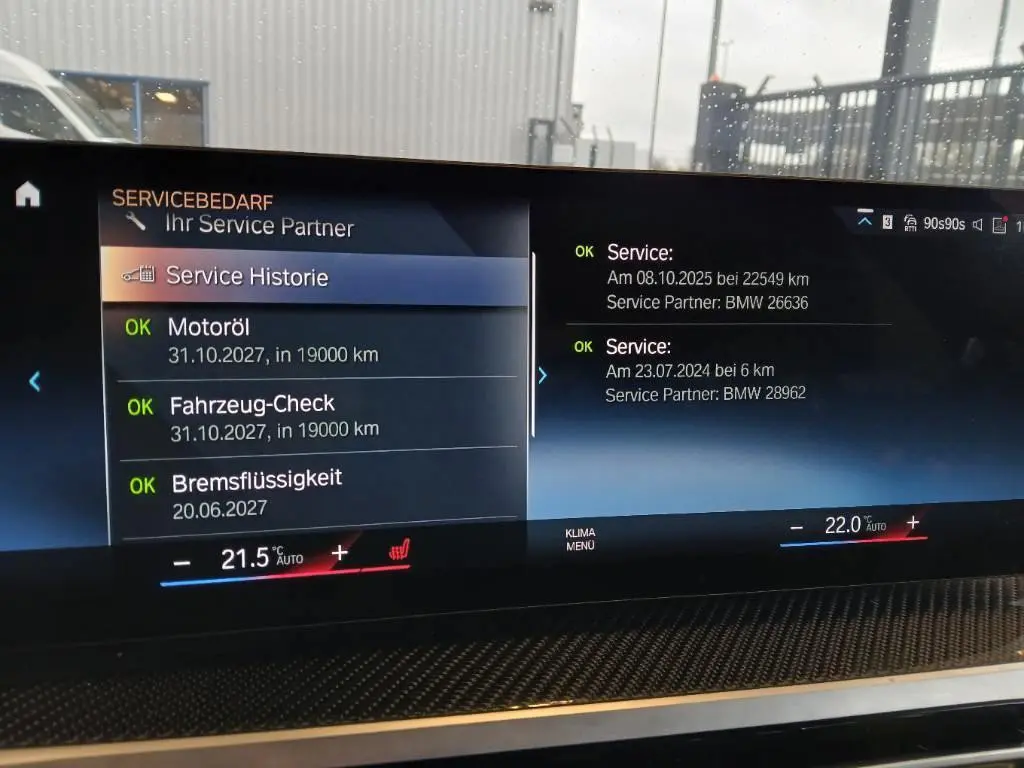 SERVICEBEDARF
Ihr Service Partner
Service Historie
OK Motoröl
31.10.2027, in 19000 km
OK Fahrzeug-Check
31.10.2027, in 19000 km
OK Bremsflüssigkeit
20.06.2027
3 90s90s
OK Service:
Am 08.10.2025 bei 22549 km
Service Partner: BMW 26636
OK Service:
Am 23.07.2024 bei 6 km
Service Partner: BMW 28962
− 21.5 °C AUTO +
KLIMA
MENÜ
− 22.0 °C AUTO +